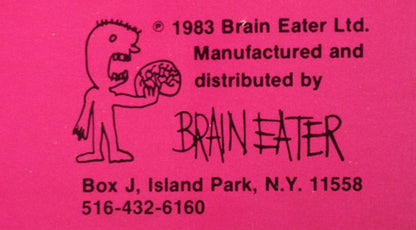 ℗ 1983 Brain Eater Ltd.
Manufactured and
distributed by
BRAIN EATER
Box J, Island Park, N.Y. 11558
516-432-6160